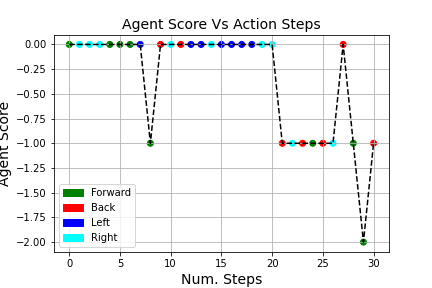 Agent Score Vs Action Steps
Agent Score
0.00
−0.25
−0.50
−0.75
−1.00
−1.25
−1.50
−1.75
−2.00
Forward
Back
Left
Right
0 5 10 15 20 25 30
Num. Steps